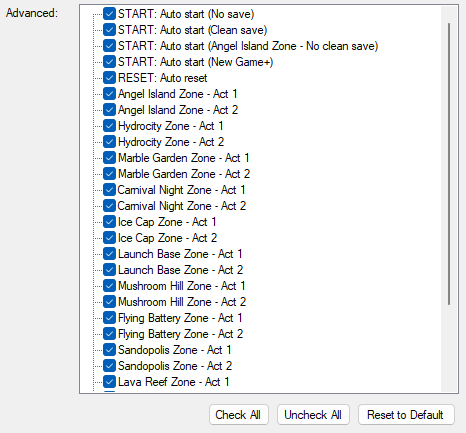 Advanced:
START: Auto start (No save)
START: Auto start (Clean save)
START: Auto start (Angel Island Zone - No clean save)
START: Auto start (New Game+)
RESET: Auto reset
Angel Island Zone - Act 1
Angel Island Zone - Act 2
Hydrocity Zone - Act 1
Hydrocity Zone - Act 2
Marble Garden Zone - Act 1
Marble Garden Zone - Act 2
Carnival Night Zone - Act 1
Carnival Night Zone - Act 2
Ice Cap Zone - Act 1
Ice Cap Zone - Act 2
Launch Base Zone - Act 1
Launch Base Zone - Act 2
Mushroom Hill Zone - Act 1
Mushroom Hill Zone - Act 2
Flying Battery Zone - Act 1
Flying Battery Zone - Act 2
Sandopolis Zone - Act 1
Sandopolis Zone - Act 2
Lava Reef Zone - Act 1
Check All
Uncheck All
Reset to Default